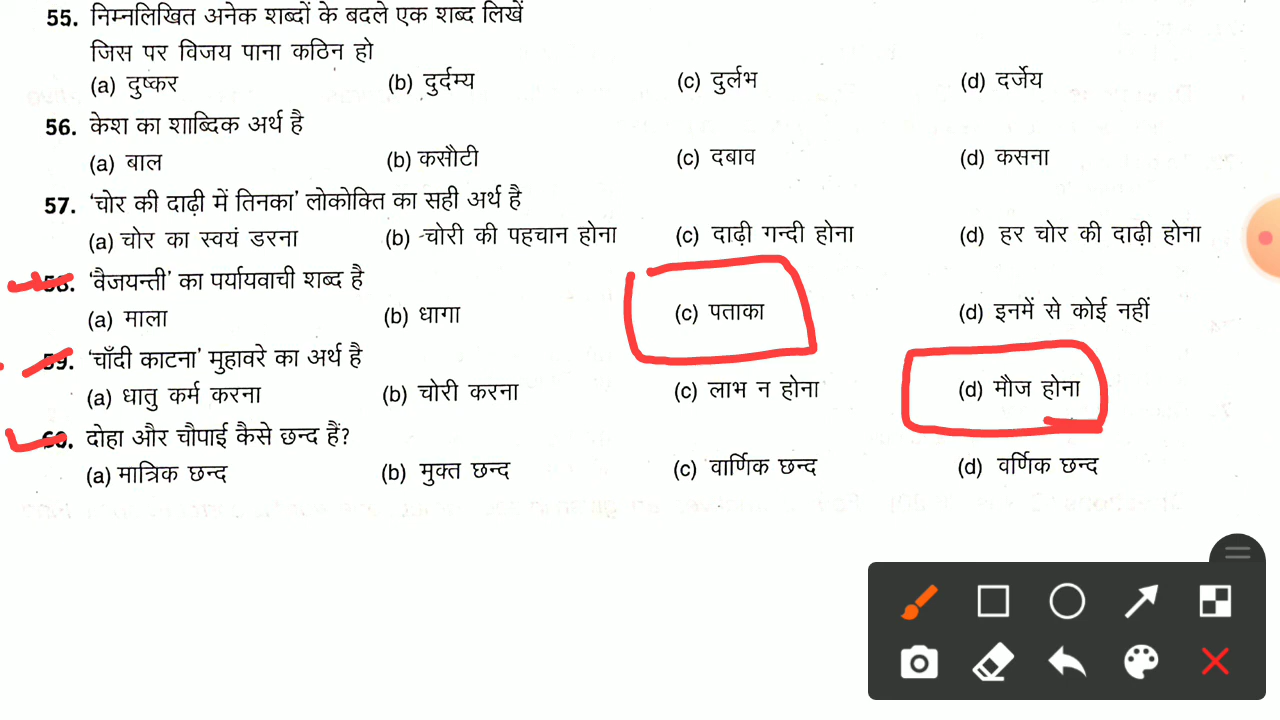 55. निम्नलिखित अनेक शब्दों के बदले एक शब्द लिखें
जिस पर विजय पाना कठिन हो
(a) दुष्कर (b) दुर्दम्य (c) दुर्लभ (d) दर्जेय
56. केश का शाब्दिक अर्थ है
(a) बाल (b) कसौटी (c) दबाव (d) कसना
57. 'चोर की दाढ़ी में तिनका' लोकोक्ति का सही अर्थ है
(a) चोर का स्वयं डरना (b) चोरी की पहचान होना (c) दाढ़ी गन्दी होना (d) हर चोर की दाढ़ी होना
58. 'वैजयन्ती' का पर्यायवाची शब्द है
(a) माला (b) धागा (c) पताका (d) इनमें से कोई नहीं
59. 'चाँदी काटना' मुहावरे का अर्थ है
(a) धातु कर्म करना (b) चोरी करना (c) लाभ न होना (d) मौज होना
60. दोहा और चौपाई कैसे छन्द हैं?
(a) मात्रिक छन्द (b) मुक्त छन्द (c) वार्णिक छन्द (d) वर्णिक छन्द